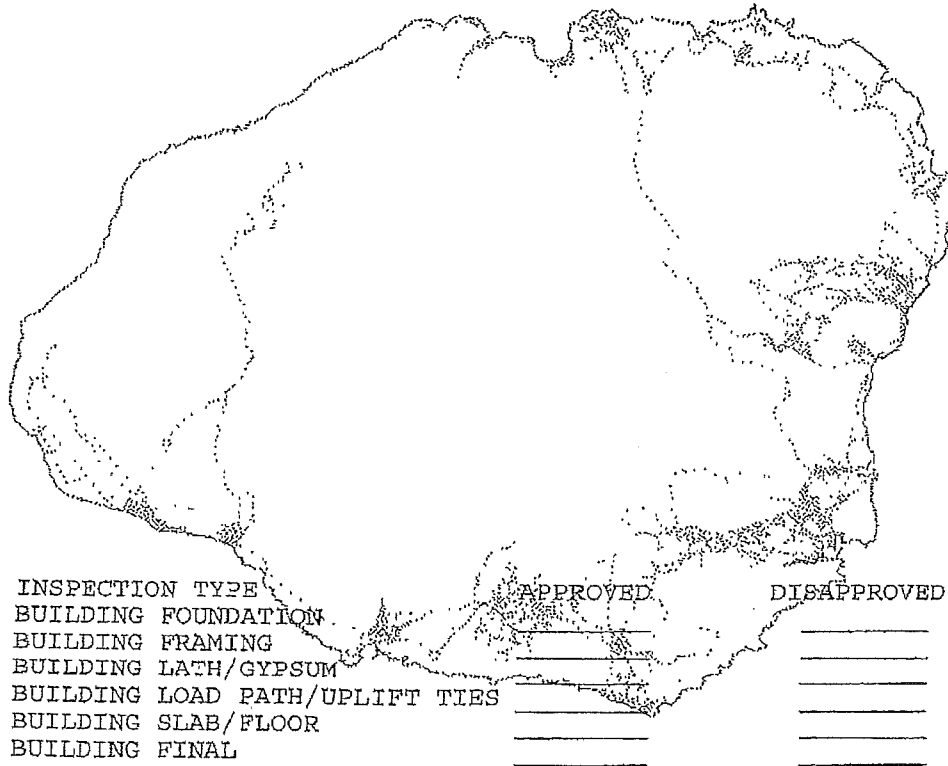 INSPECTION TYPE APPROVED DISAPPROVED
BUILDING FOUNDATION
BUILDING FRAMING
BUILDING LATH/GYPSUM
BUILDING LOAD PATH/UPLIFT TIES
BUILDING SLAB/FLOOR
BUILDING FINAL